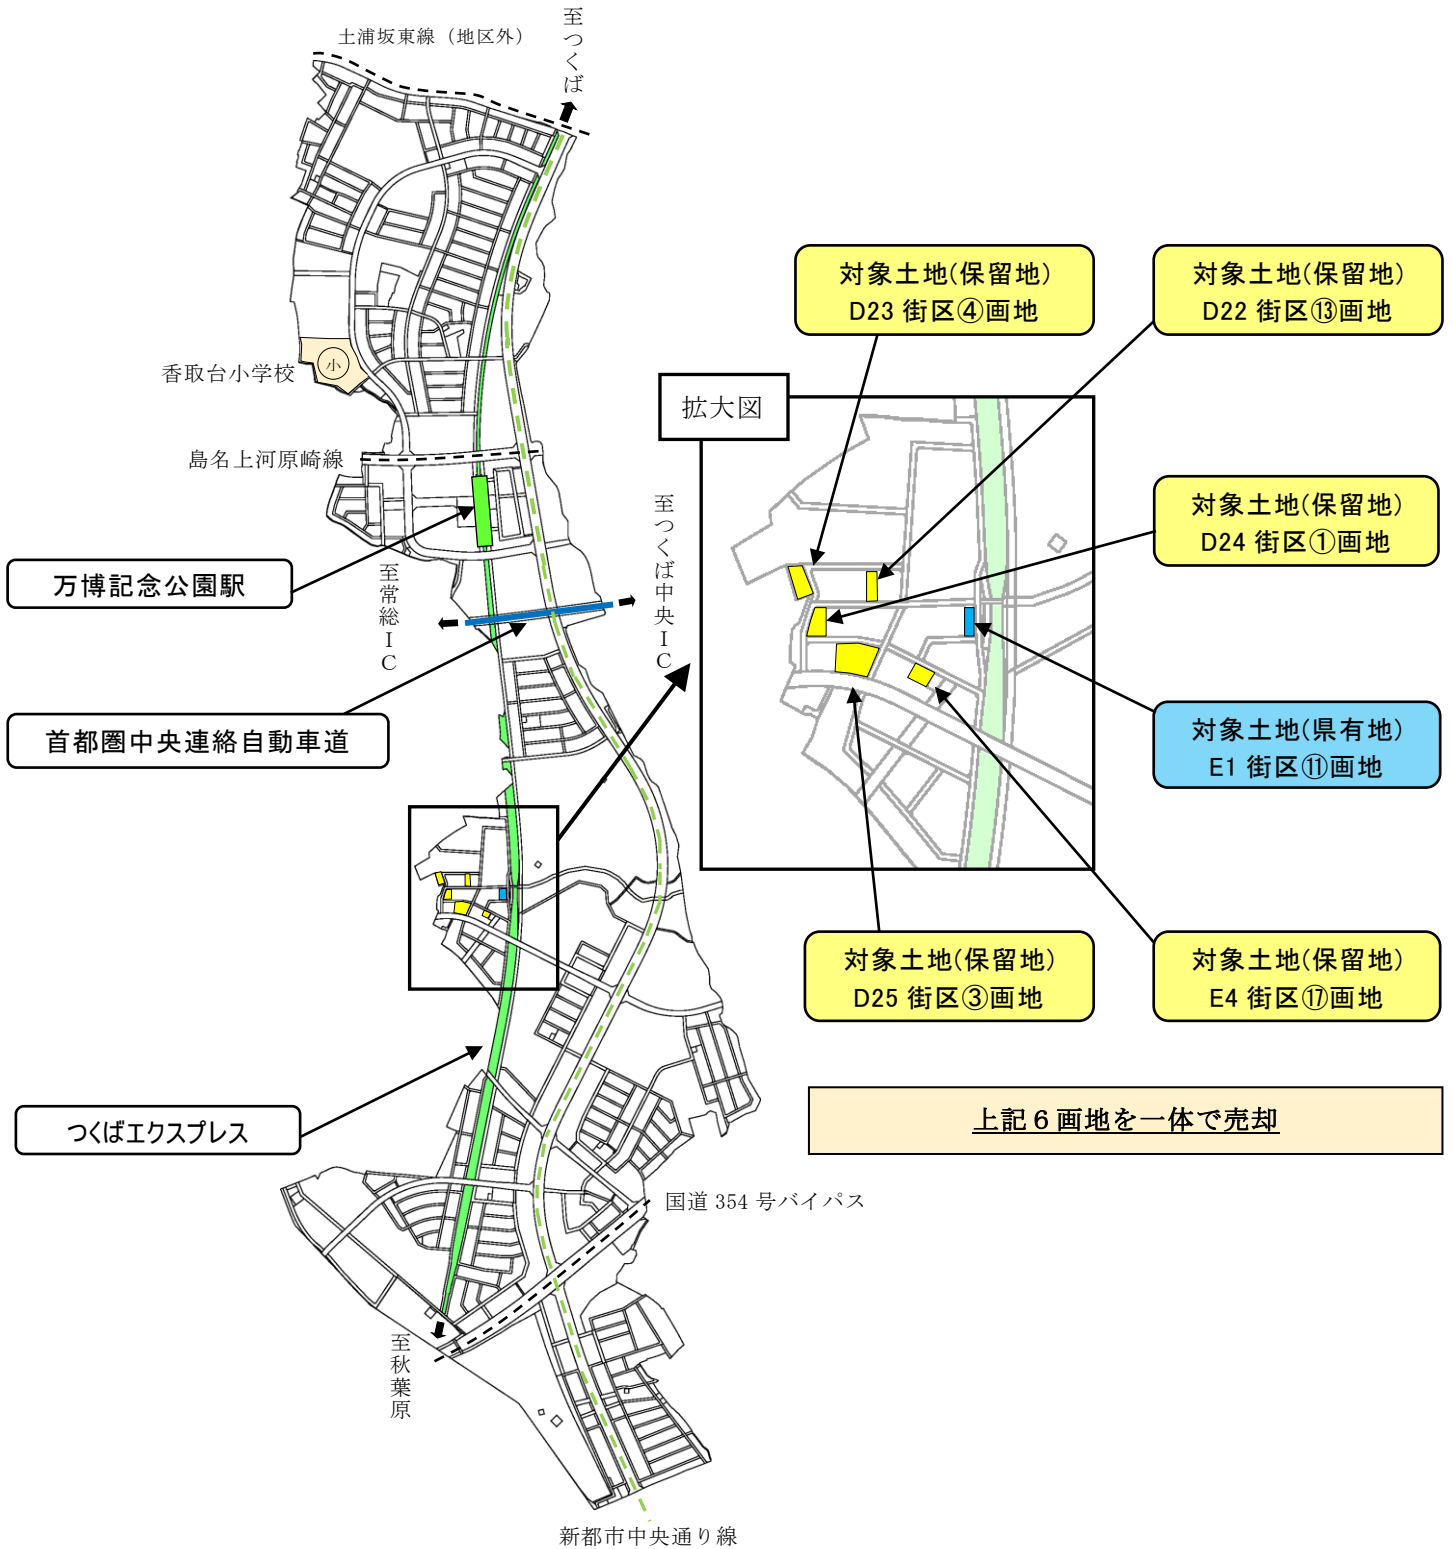 土浦坂東線（地区外）
至つくば
対象土地(保留地)
D23 街区④画地
対象土地(保留地)
D22 街区⑬画地
香取台小学校
小
拡大図
島名上河原崎線
対象土地(保留地)
D24 街区①画地
至つくば中央ＩＣ
至常総ＩＣ
万博記念公園駅
首都圏中央連絡自動車道
対象土地(県有地)
E1 街区⑪画地
対象土地(保留地)
D25 街区③画地
対象土地(保留地)
E4 街区⑰画地
つくばエクスプレス
上記６画地を一体で売却
国道 354 号バイパス
至秋葉原
新都市中央通り線